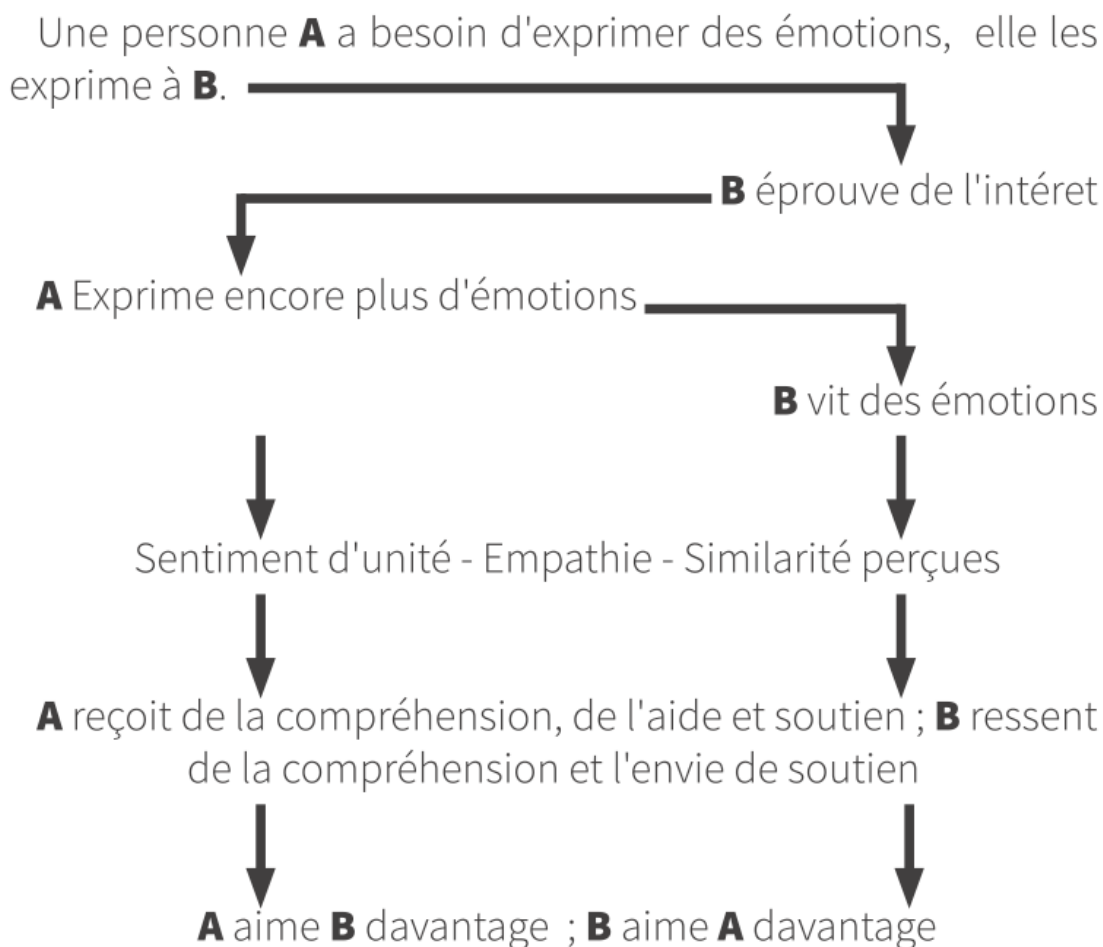 Une personne A a besoin d'exprimer des émotions, elle les
exprime à B.
B éprouve de l'intéret
A Exprime encore plus d'émotions
B vit des émotions
Sentiment d'unité - Empathie - Similarité perçues
A reçoit de la compréhension, de l'aide et soutien ; B ressent
de la compréhension et l'envie de soutien
A aime B davantage ; B aime A davantage